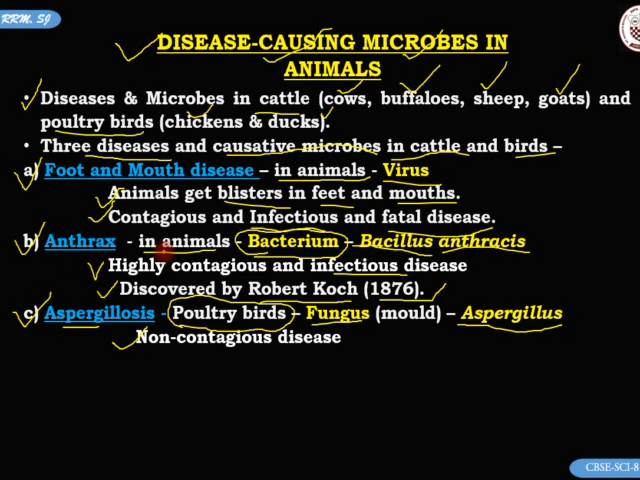 RRM, SJ
DISEASE-CAUSING MICROBES IN
ANIMALS
• Diseases & Microbes in cattle (cows, buffaloes, sheep, goats) and
poultry birds (chickens & ducks).
• Three diseases and causative microbes in cattle and birds –
a) Foot and Mouth disease – in animals - Virus
Animals get blisters in feet and mouths.
Contagious and Infectious and fatal disease.
b) Anthrax - in animals - Bacterium – Bacillus anthracis
Highly contagious and infectious disease
Discovered by Robert Koch (1876).
c) Aspergillosis - Poultry birds – Fungus (mould) – Aspergillus
Non-contagious disease
CBSE-SCI-8